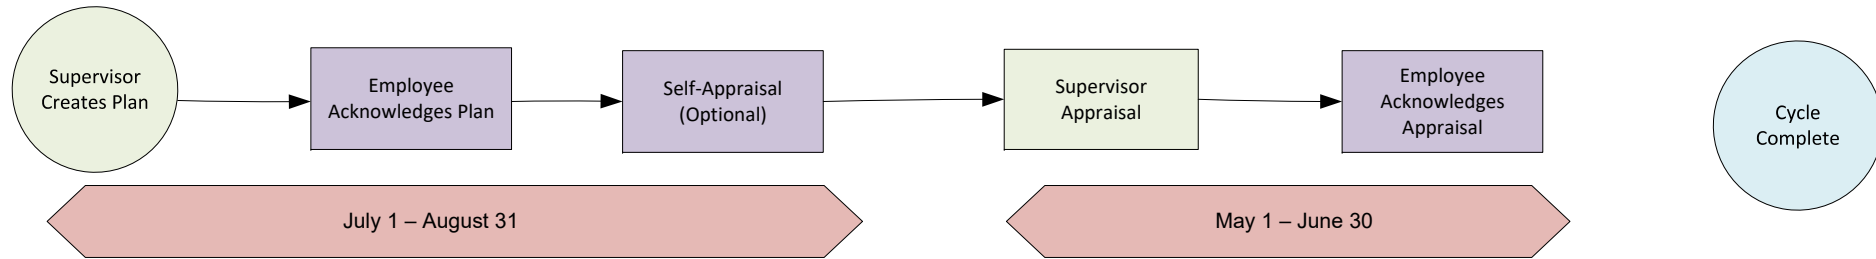 Supervisor
Creates Plan
Employee
Acknowledges Plan
Self-Appraisal
(Optional)
Supervisor
Appraisal
Employee
Acknowledges
Appraisal
Cycle
Complete
July 1 – August 31
May 1 – June 30